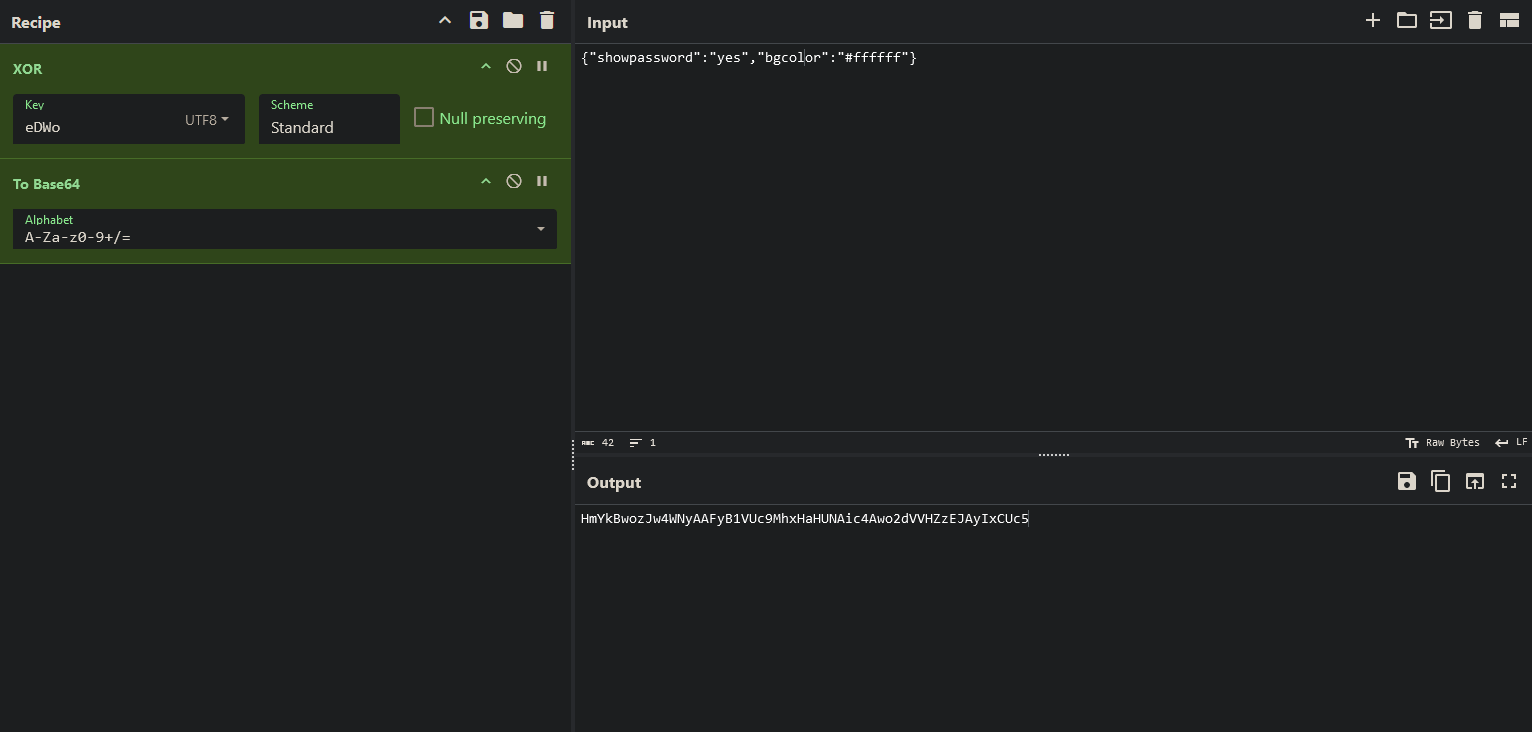 Recipe
XOR
Key
eDWo
UTF8
Scheme
Standard
Null preserving
To Base64
Alphabet
A-Za-z0-9+/=
Input
{"showpassword":"yes","bgcolor":"#ffffff"}
ABC 42 1
Raw Bytes LF
Output
HmYkBwozJw4WNyAAFyB1VUc9MhxHaHUNAic4Awo2dVVHZzEJAyIxCUc5